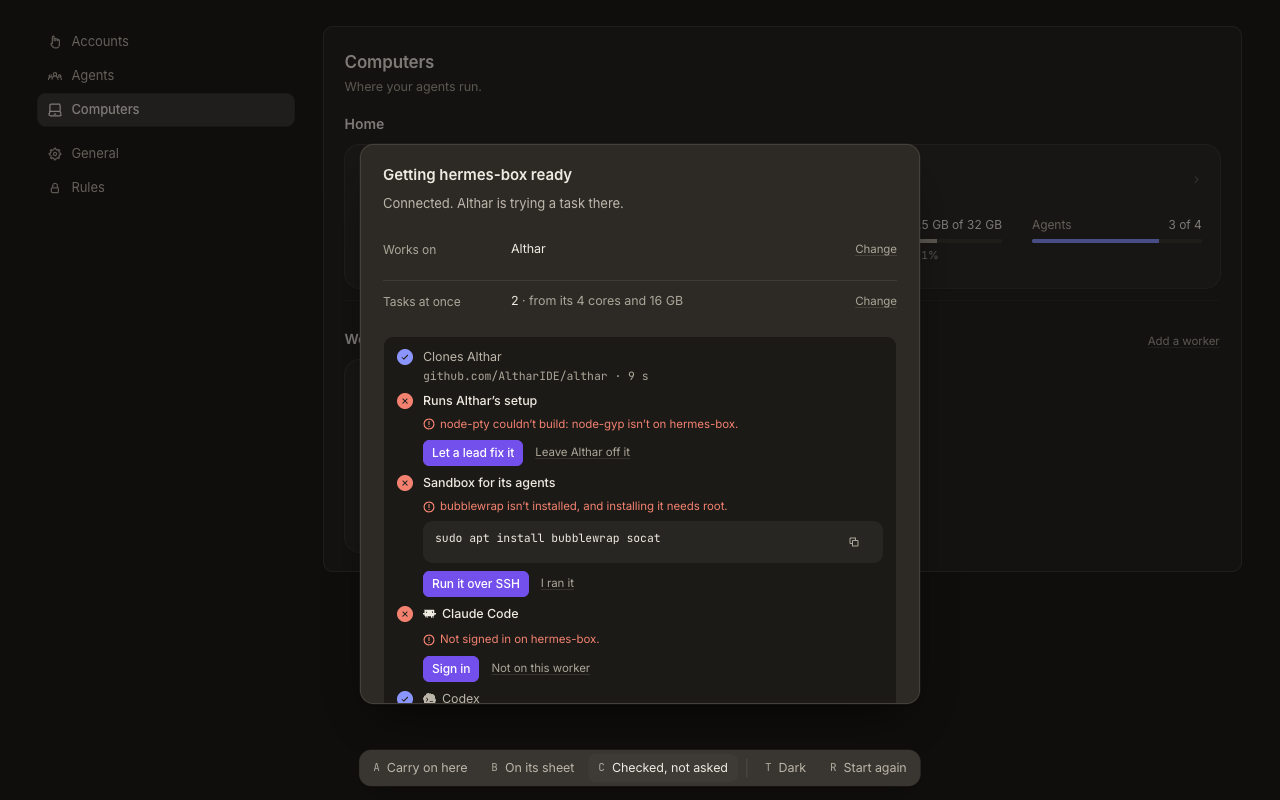 Accounts
Agents
Computers
General
Rules
Computers
Where your agents run.
Home
5 GB of 32 GB
1%
Agents
3 of 4
Add a worker
Getting hermes-box ready
Connected. Althar is trying a task there.
Works on
Althar
Change
Tasks at once
2 · from its 4 cores and 16 GB
Change
Clones Althar
github.com/AltharIDE/althar · 9 s
Runs Althar’s setup
node-pty couldn’t build: node-gyp isn’t on hermes-box.
Let a lead fix it
Leave Althar off it
Sandbox for its agents
bubblewrap isn’t installed, and installing it needs root.
sudo apt install bubblewrap socat
Run it over SSH
I ran it
Claude Code
Not signed in on hermes-box.
Sign in
Not on this worker
Codex
A Carry on here
B On its sheet
C Checked, not asked
T Dark
R Start again